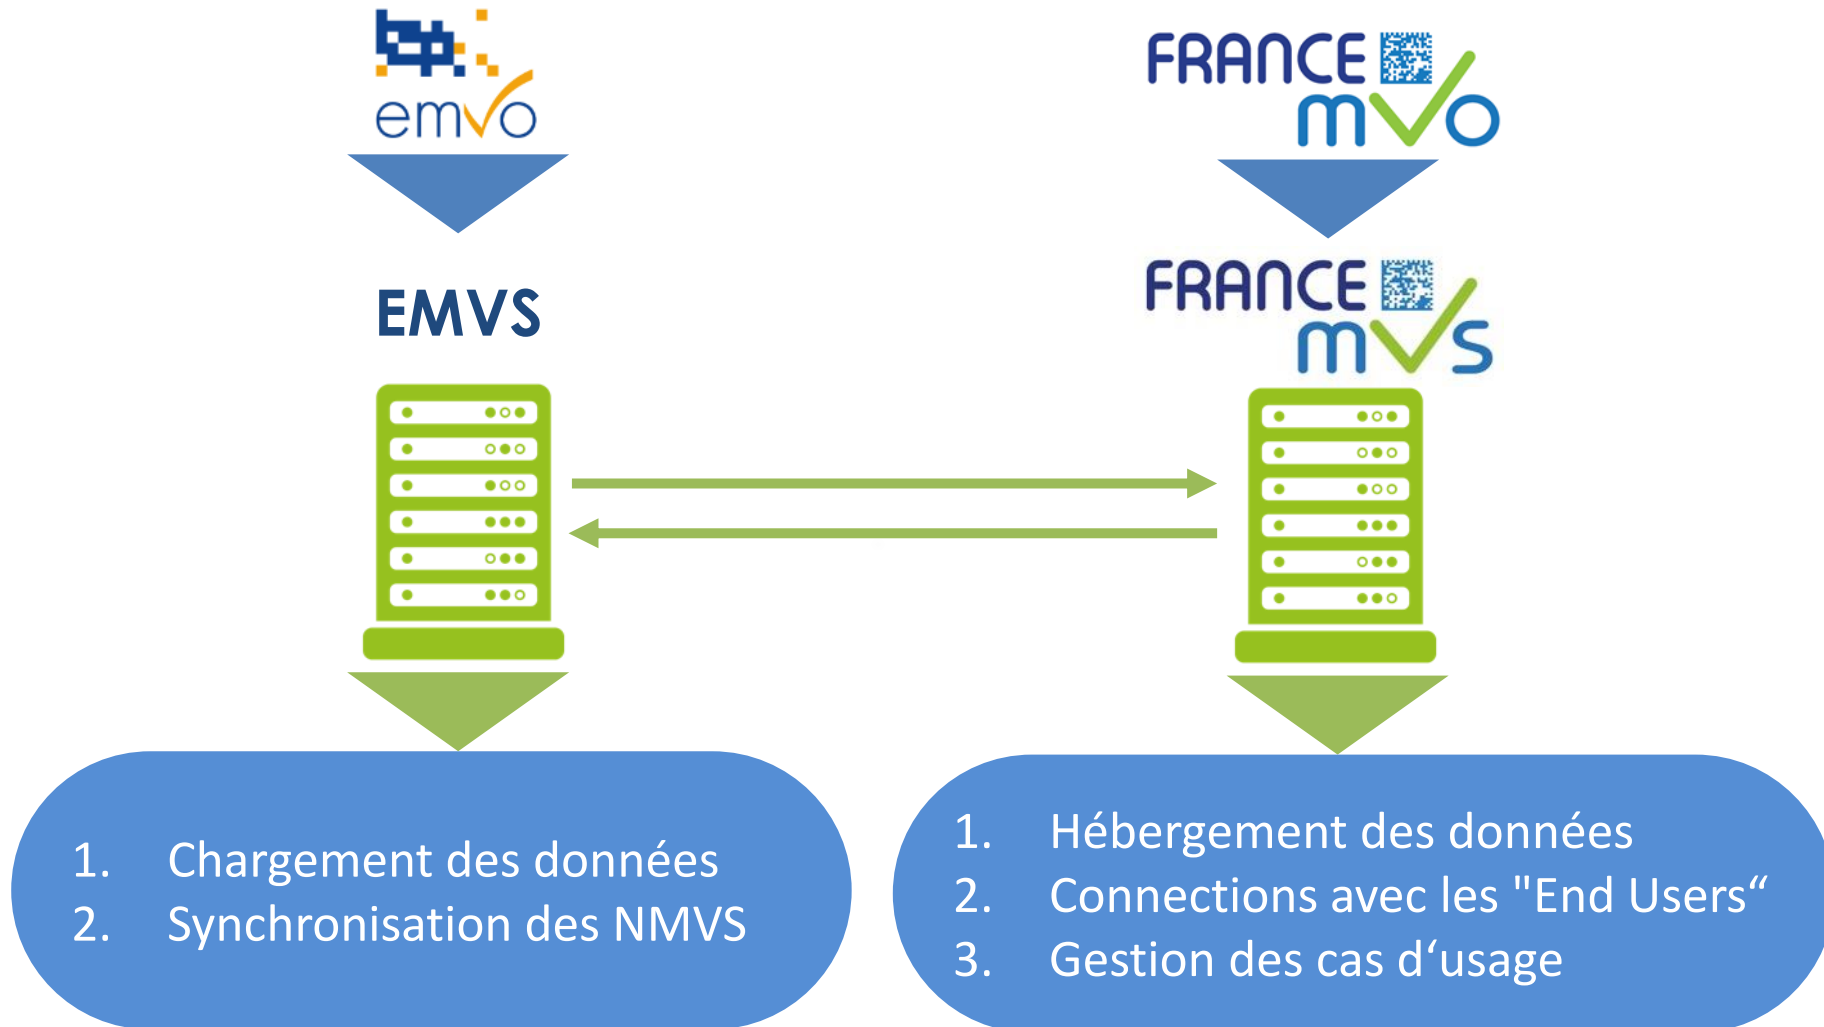 emvo
FRANCE
mvo
EMVS
FRANCE
mvs
1. Chargement des données
2. Synchronisation des NMVS
1. Hébergement des données
2. Connections avec les "End Users“
3. Gestion des cas d‘usage